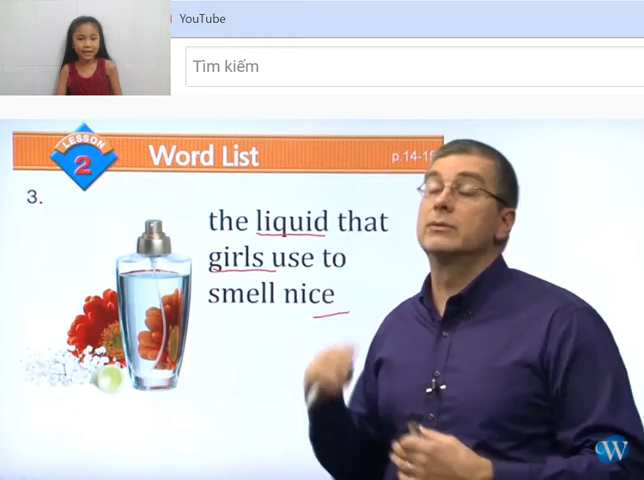 YouTube
Tìm kiếm
LESSON
2
Word List
p.14-15
3.
the liquid that
girls use to
smell nice
W